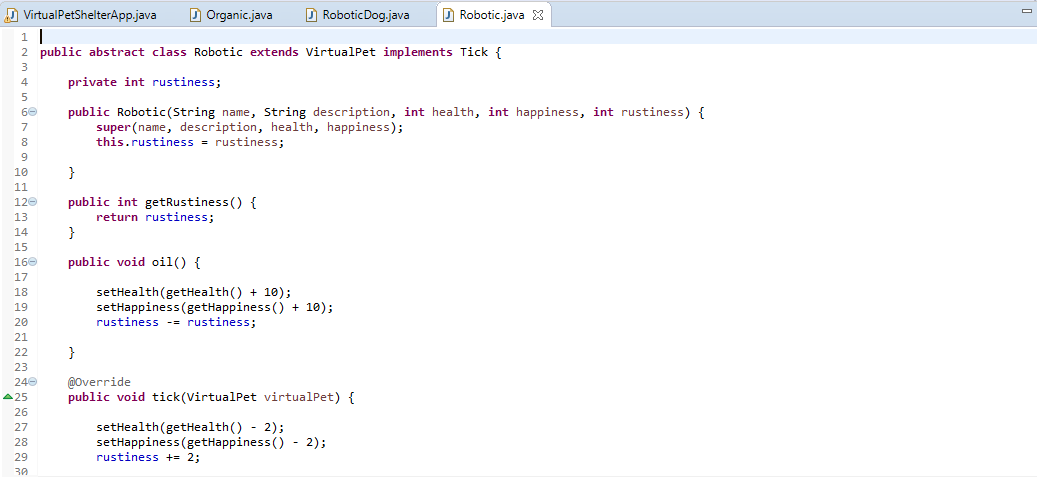 VirtualPetShelterApp.java Organic.java RoboticDog.java Robotic.java
1
2 public abstract class Robotic extends VirtualPet implements Tick {
3
4 private int rustiness;
5
6 public Robotic(String name, String description, int health, int happiness, int rustiness) {
7 super(name, description, health, happiness);
8 this.rustiness = rustiness;
9
10 }
11
12 public int getRustiness() {
13 return rustiness;
14 }
15
16 public void oil() {
17
18 setHealth(getHealth() + 10);
19 setHappiness(getHappiness() + 10);
20 rustiness -= rustiness;
21
22 }
23
24 @Override
25 public void tick(VirtualPet virtualPet) {
26
27 setHealth(getHealth() - 2);
28 setHappiness(getHappiness() - 2);
29 rustiness += 2;
30